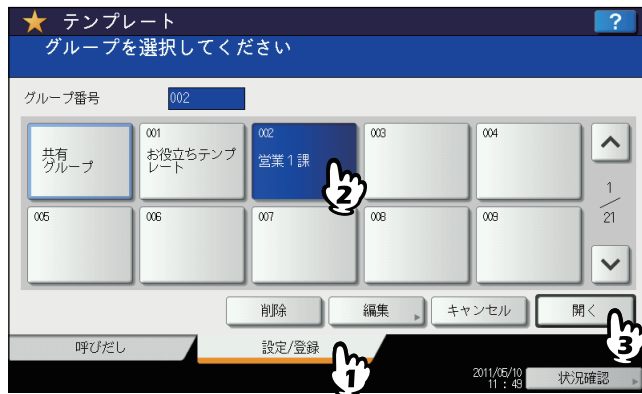 テンプレート
?
グループを選択してください
グループ番号 002
共有
グループ
001
お役立ちテンプ
レート
002
営業1課
003
004
1
21
005
006
007
008
009
2
削除
編集
キャンセル
開く
3
呼びだし
設定/登録
1
2011/05/10
11 : 49
状況確認